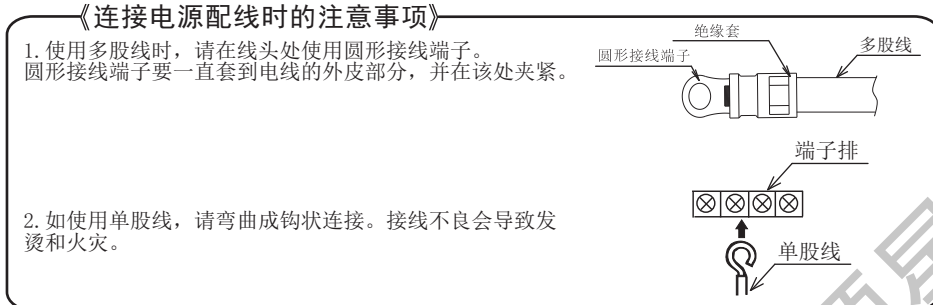 《连接电源配线时的注意事项》
1.使用多股线时，请在线头处使用圆形接线端子。
圆形接线端子要一直套到电线的外皮部分，并在该处夹紧。
绝缘套
圆形接线端子
多股线
端子排
2.如使用单股线，请弯曲成钩状连接。接线不良会导致发
烫和火灾。
单股线